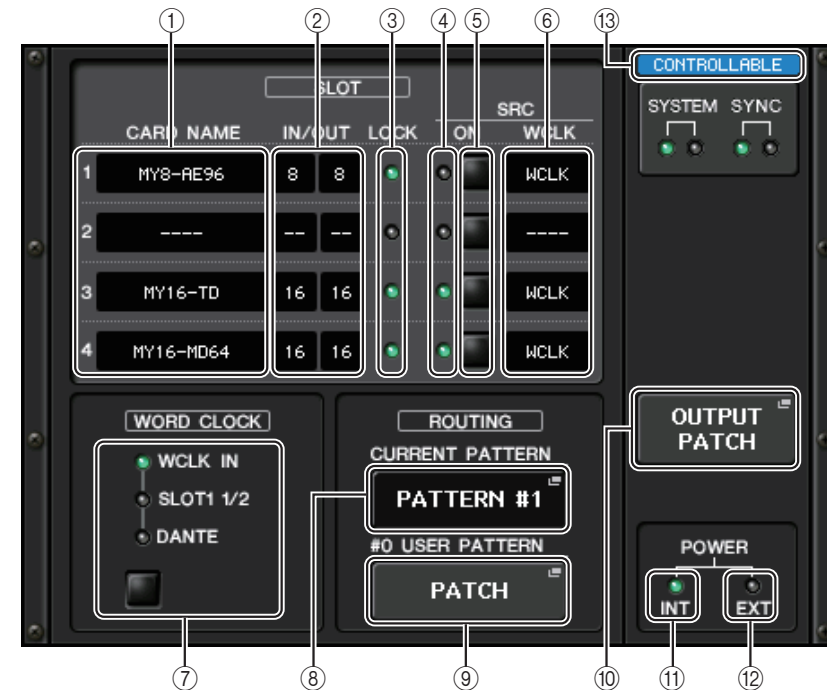 ① ② ③ ④ ⑤ ⑥ ⑬
SLOT
SRC
CARD NAME IN/OUT LOCK ON WCLK
1 MY8-AE96 8 8 WCLK
2 ---- -- -- ----
3 MY16-TD 16 16 WCLK
4 MY16-MD64 16 16 WCLK
CONTROLLABLE
SYSTEM SYNC
WORD CLOCK
WCLK IN
SLOT1 1/2
DANTE
ROUTING
CURRENT PATTERN
PATTERN #1
#0 USER PATTERN
PATCH
OUTPUT
PATCH
POWER
INT EXT
⑦ ⑧ ⑨ ⑩ ⑪ ⑫